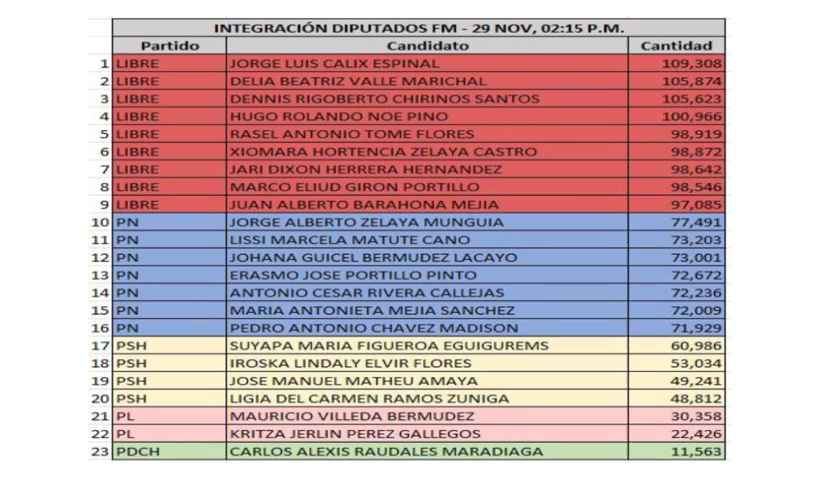 INTEGRACIÓN DIPUTADOS FM - 29 NOV, 02:15 P.M.
Partido Candidato Cantidad
1 LIBRE JORGE LUIS CALIX ESPINAL 109,308
2 LIBRE DELIA BEATRIZ VALLE MARICHAL 105,874
3 LIBRE DENNIS RIGOBERTO CHIRINOS SANTOS 105,623
4 LIBRE HUGO ROLANDO NOE PINO 100,966
5 LIBRE RASEL ANTONIO TOME FLORES 98,919
6 LIBRE XIOMARA HORTENCIA ZELAYA CASTRO 98,872
7 LIBRE JARI DIXON HERRERA HERNANDEZ 98,642
8 LIBRE MARCO ELIUD GIRON PORTILLO 98,546
9 LIBRE JUAN ALBERTO BARAHONA MEJIA 97,085
10 PN JORGE ALBERTO ZELAYA MUNGUIA 77,491
11 PN LISSI MARCELA MATUTE CANO 73,203
12 PN JOHANA GUICEL BERMUDEZ LACAYO 73,001
13 PN ERASMO JOSE PORTILLO PINTO 72,672
14 PN ANTONIO CESAR RIVERA CALLEJAS 72,236
15 PN MARIA ANTONIETA MEJIA SANCHEZ 72,009
16 PN PEDRO ANTONIO CHAVEZ MADISON 71,929
17 PSH SUYAPA MARIA FIGUEROA EGUIGUREMS 60,986
18 PSH IROSKA LINDALY ELVIR FLORES 53,034
19 PSH JOSE MANUEL MATHEU AMAYA 49,241
20 PSH LIGIA DEL CARMEN RAMOS ZUNIGA 48,812
21 PL MAURICIO VILLEDA BERMUDEZ 30,358
22 PL KRITZA JERLIN PEREZ GALLEGOS 22,426
23 PDCH CARLOS ALEXIS RAUDALES MARADIAGA 11,563